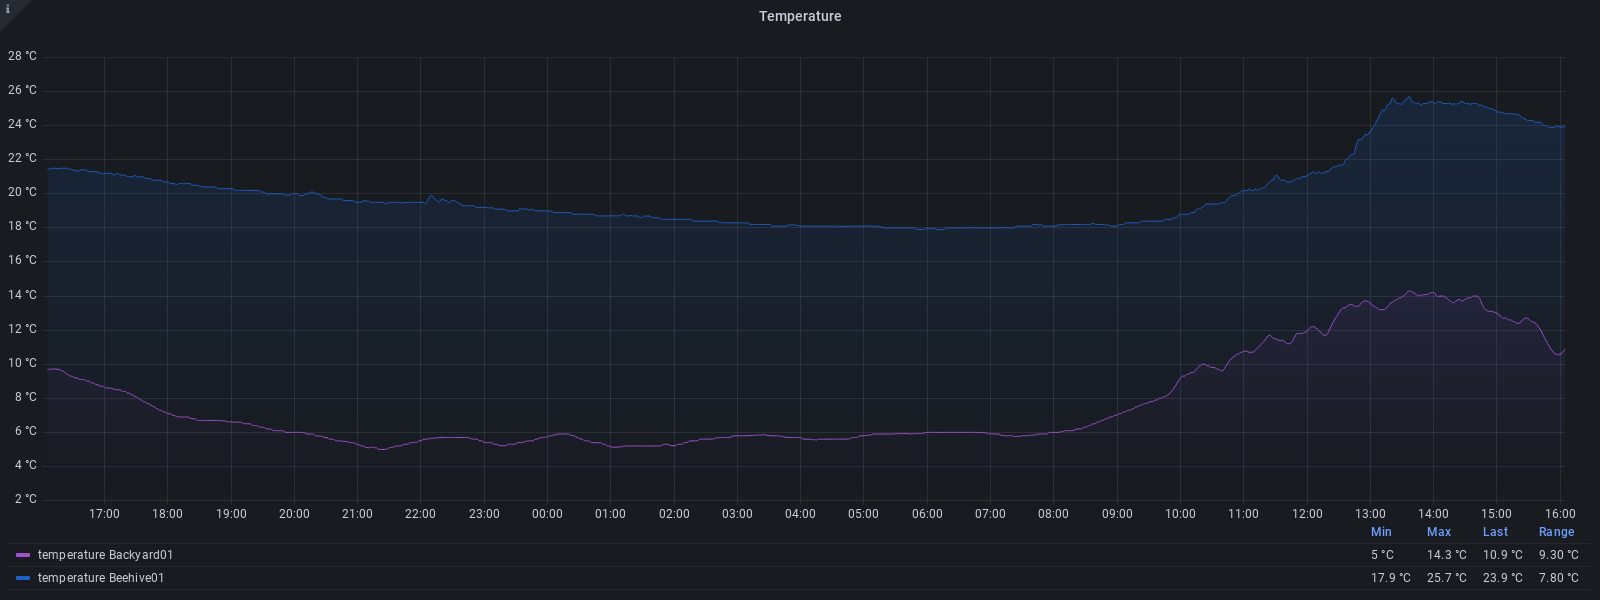 i
Temperature
28 °C
26 °C
24 °C
22 °C
20 °C
18 °C
16 °C
14 °C
12 °C
10 °C
8 °C
6 °C
4 °C
2 °C
17:00 18:00 19:00 20:00 21:00 22:00 23:00 00:00 01:00 02:00 03:00 04:00 05:00 06:00 07:00 08:00 09:00 10:00 11:00 12:00 13:00 14:00 15:00 16:00
Min Max Last Range
temperature Backyard01 5 °C 14.3 °C 10.9 °C 9.30 °C
temperature Beehive01 17.9 °C 25.7 °C 23.9 °C 7.80 °C